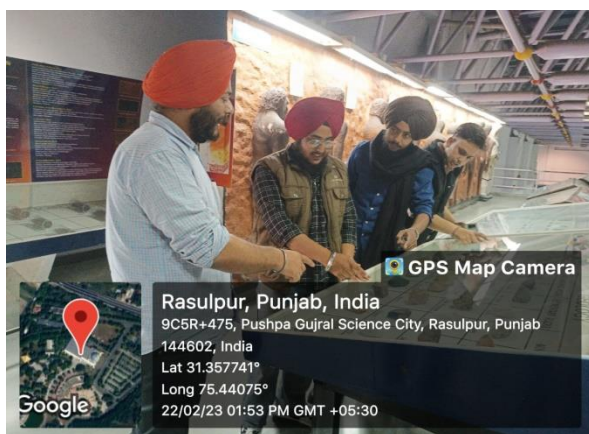 GPS Map Camera
Rasulpur, Punjab, India
9C5R+475, Pushpa Gujral Science City, Rasulpur, Punjab
144602, India
Lat 31.357741°
Long 75.44075°
22/02/23 01:53 PM GMT +05:30
Google